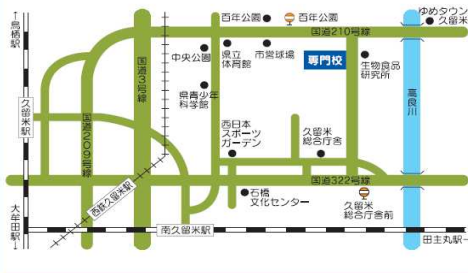 ゆめタウン
久留米
百年公園
百年公園
国道210号線
↑鳥栖駅
中央公園
県立
体育館
市営球場
専門校
生物食品
研究所
国道3号線
県青少年
科学館
高良川
久留米駅
国道209号線
西日本
スポーツ
ガーデン
久留米
総合庁舎
国道322号線
西鉄久留米駅
石橋
文化センター
久留米
総合庁舎前
大牟田駅↓
南久留米駅
田主丸駅→